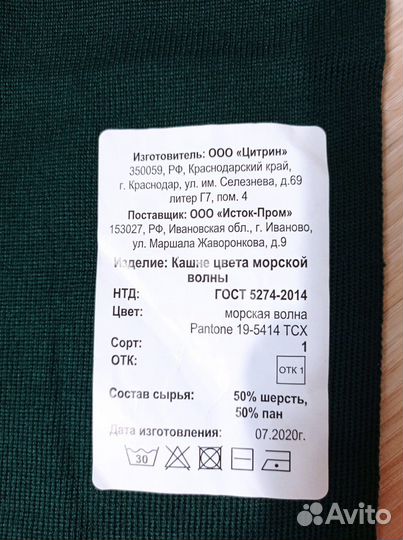 Изготовитель: ООО «Цитрин»
350059, РФ, Краснодарский край,
г. Краснодар, ул. им. Селезнева, д.69
литер Г7, пом. 4
Поставщик: ООО «Исток-Пром»
153027, РФ, Ивановская обл., г. Иваново,
ул. Маршала Жаворонкова, д.9
Изделие: Кашне цвета морской
волны
НТД: ГОСТ 5274-2014
Цвет: морская волна
Pantone 19-5414 TCX
Сорт: 1
ОТК: ОТК 1
Состав сырья: 50% шерсть,
50% пан
Дата изготовления: 07.2020г.
30
Avito